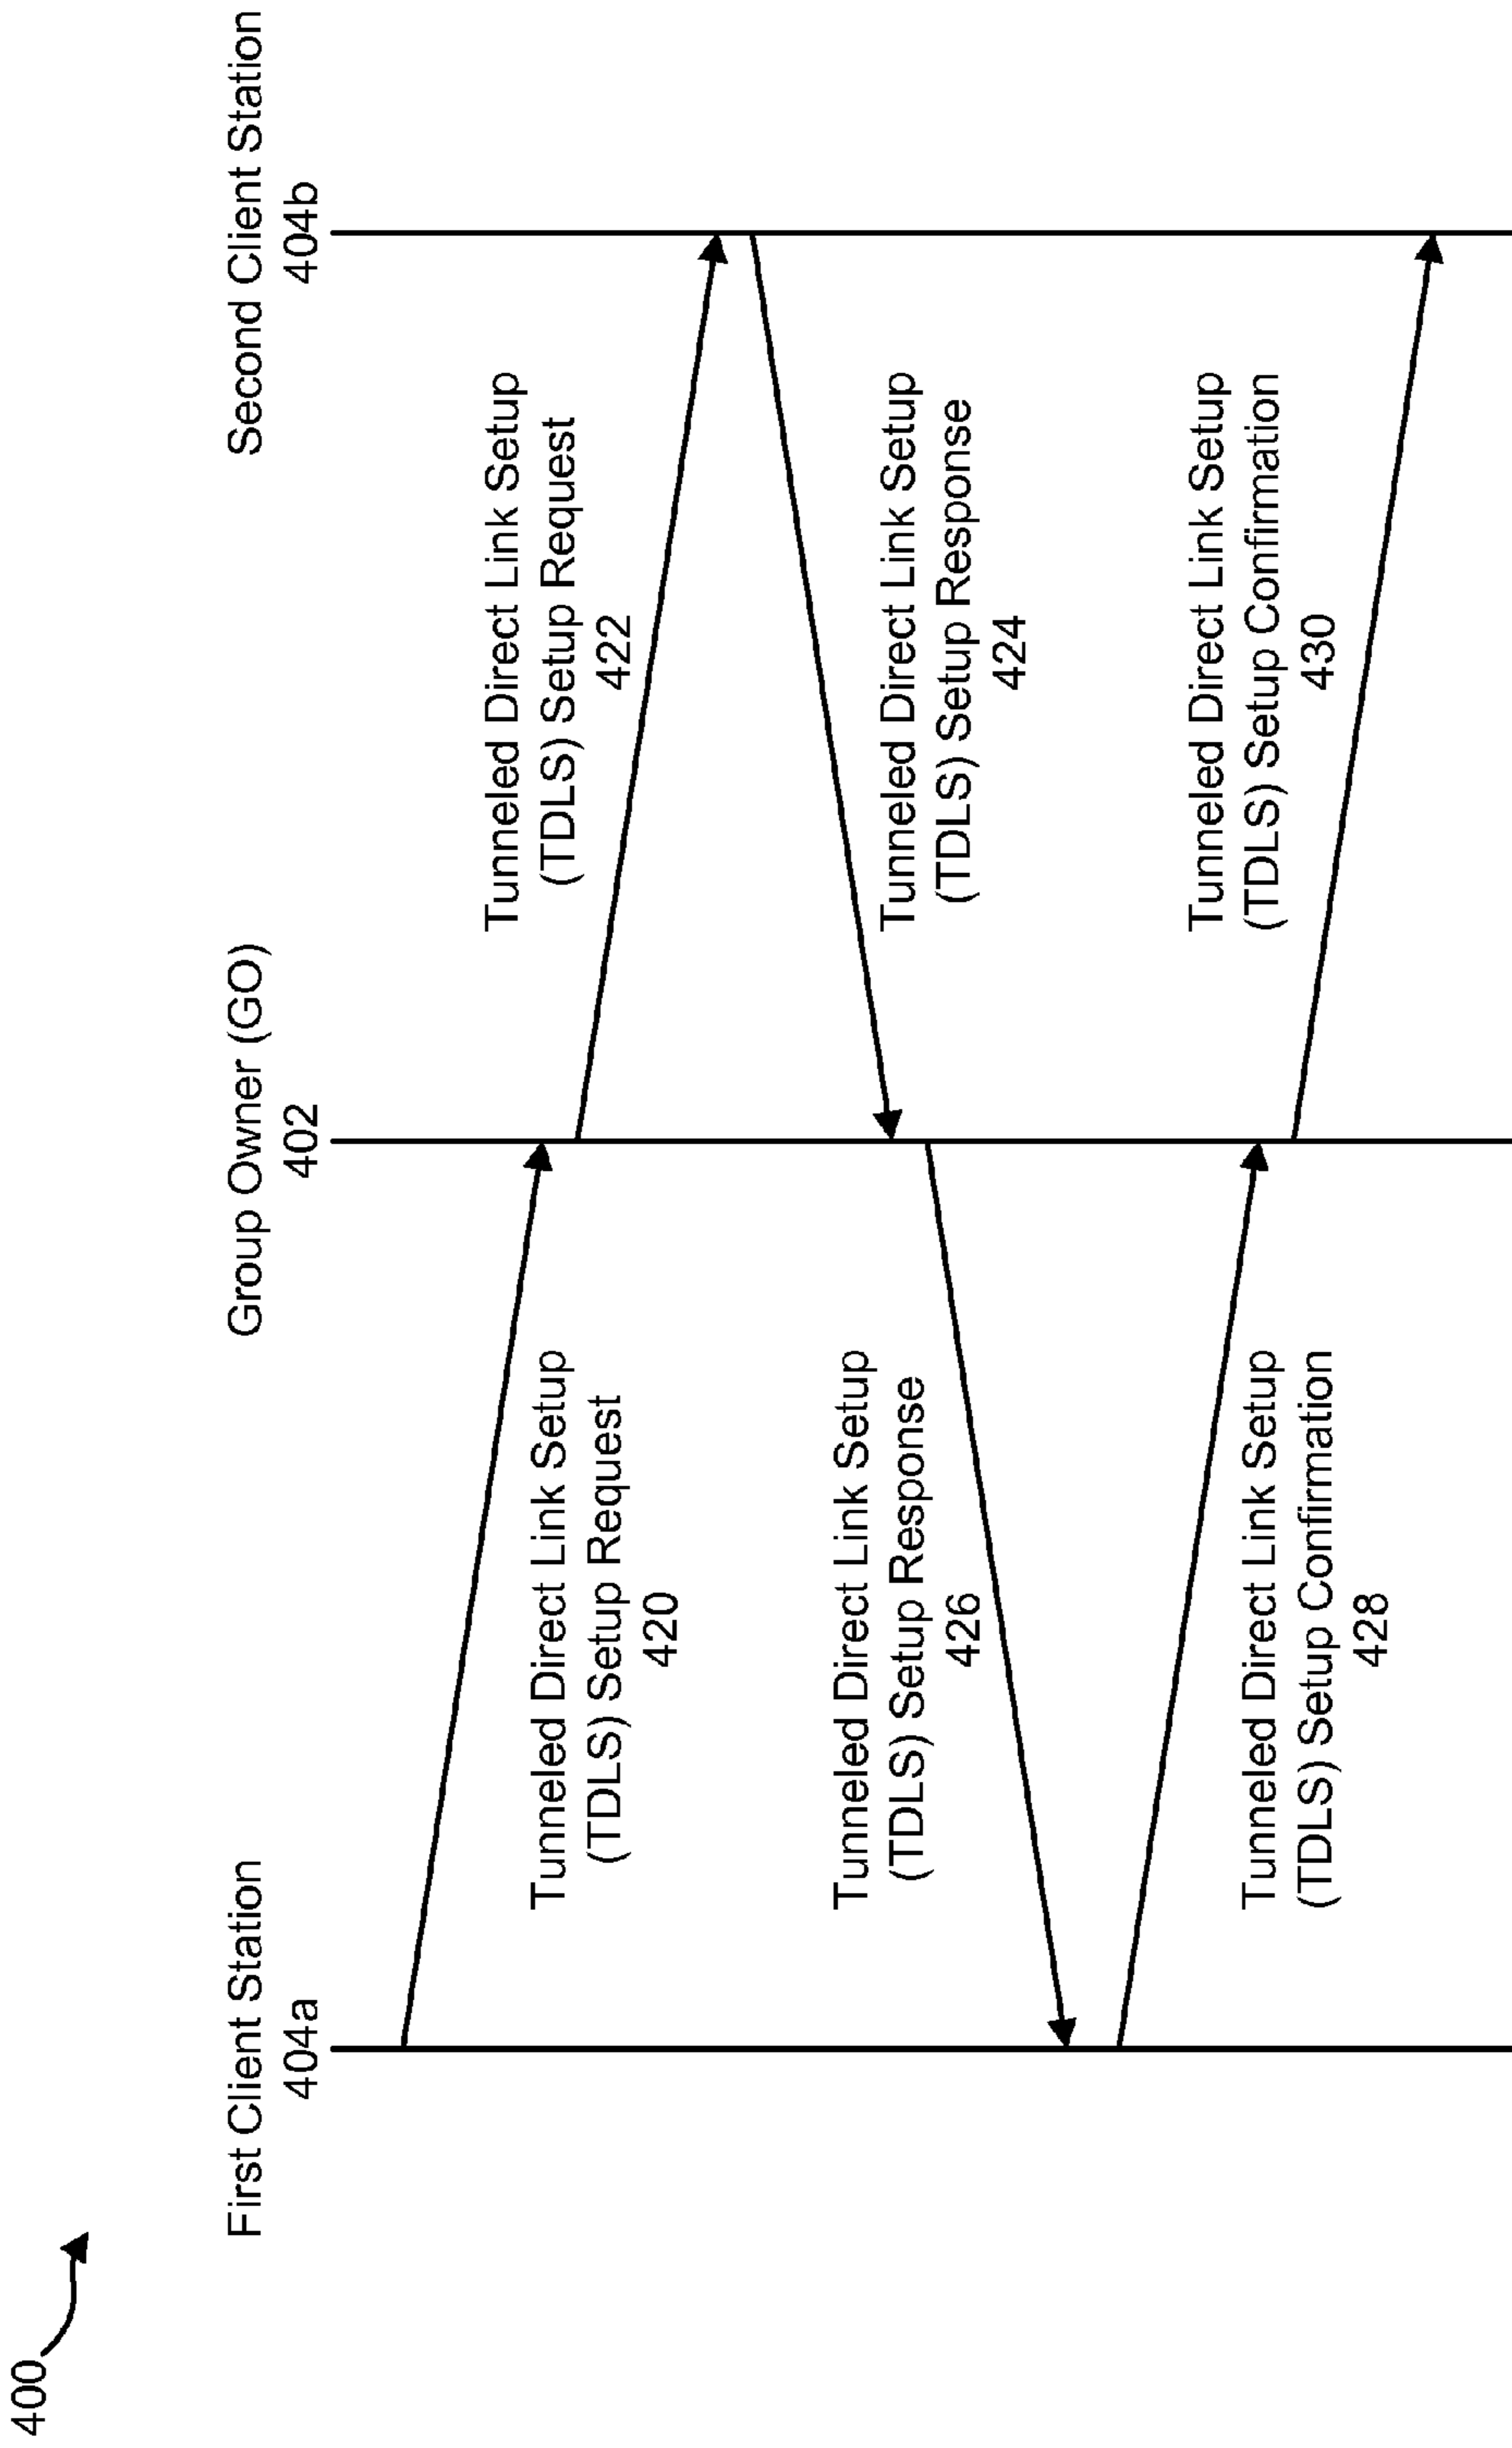 400
First Client Station
404a
Group Owner (GO)
402
Second Client Station
404b
Tunneled Direct Link Setup
(TDLS) Setup Request
420
Tunneled Direct Link Setup
(TDLS) Setup Request
422
Tunneled Direct Link Setup
(TDLS) Setup Response
424
Tunneled Direct Link Setup
(TDLS) Setup Response
426
Tunneled Direct Link Setup
(TDLS) Setup Confirmation
428
Tunneled Direct Link Setup
(TDLS) Setup Confirmation
430